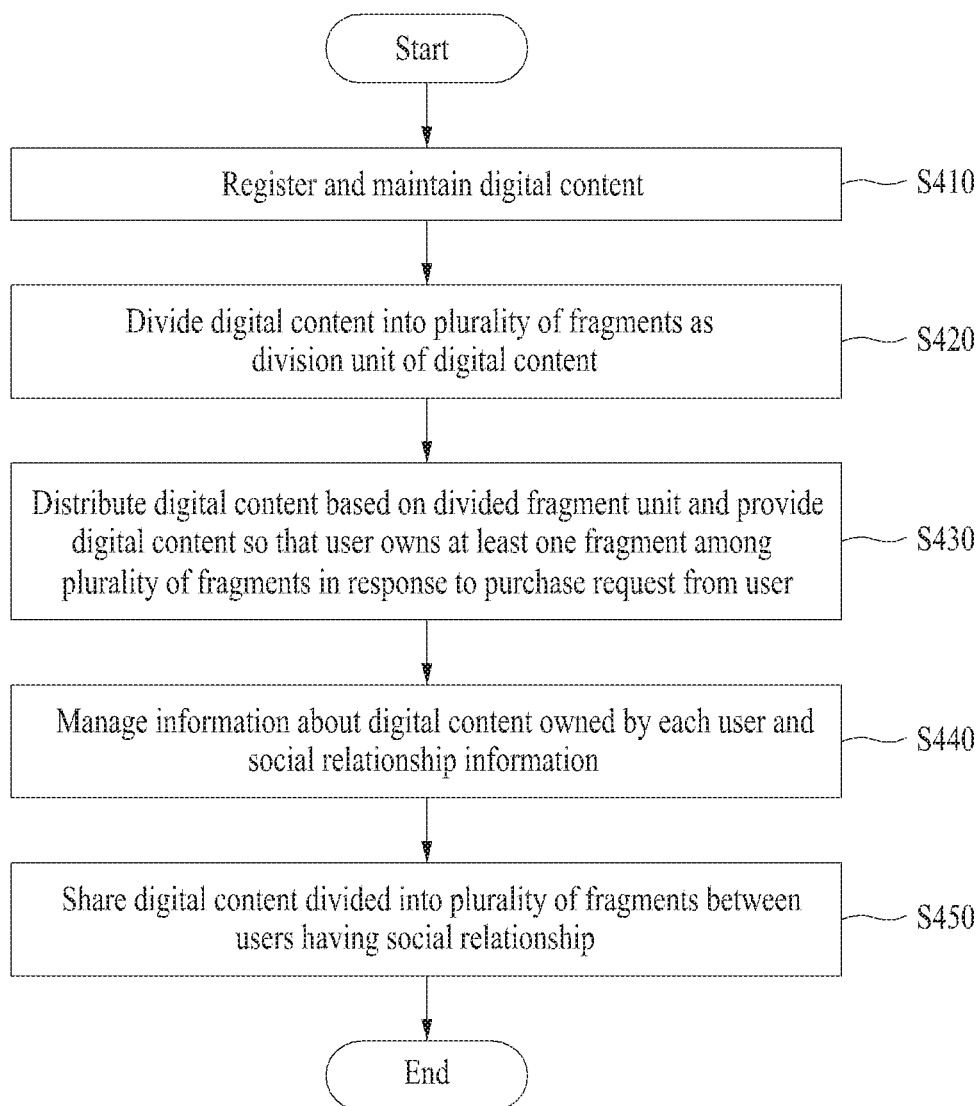 Start
Register and maintain digital content
S410
Divide digital content into plurality of fragments as
division unit of digital content
S420
Distribute digital content based on divided fragment unit and provide
digital content so that user owns at least one fragment among
plurality of fragments in response to purchase request from user
S430
Manage information about digital content owned by each user and
social relationship information
S440
Share digital content divided into plurality of fragments between
users having social relationship
S450
End